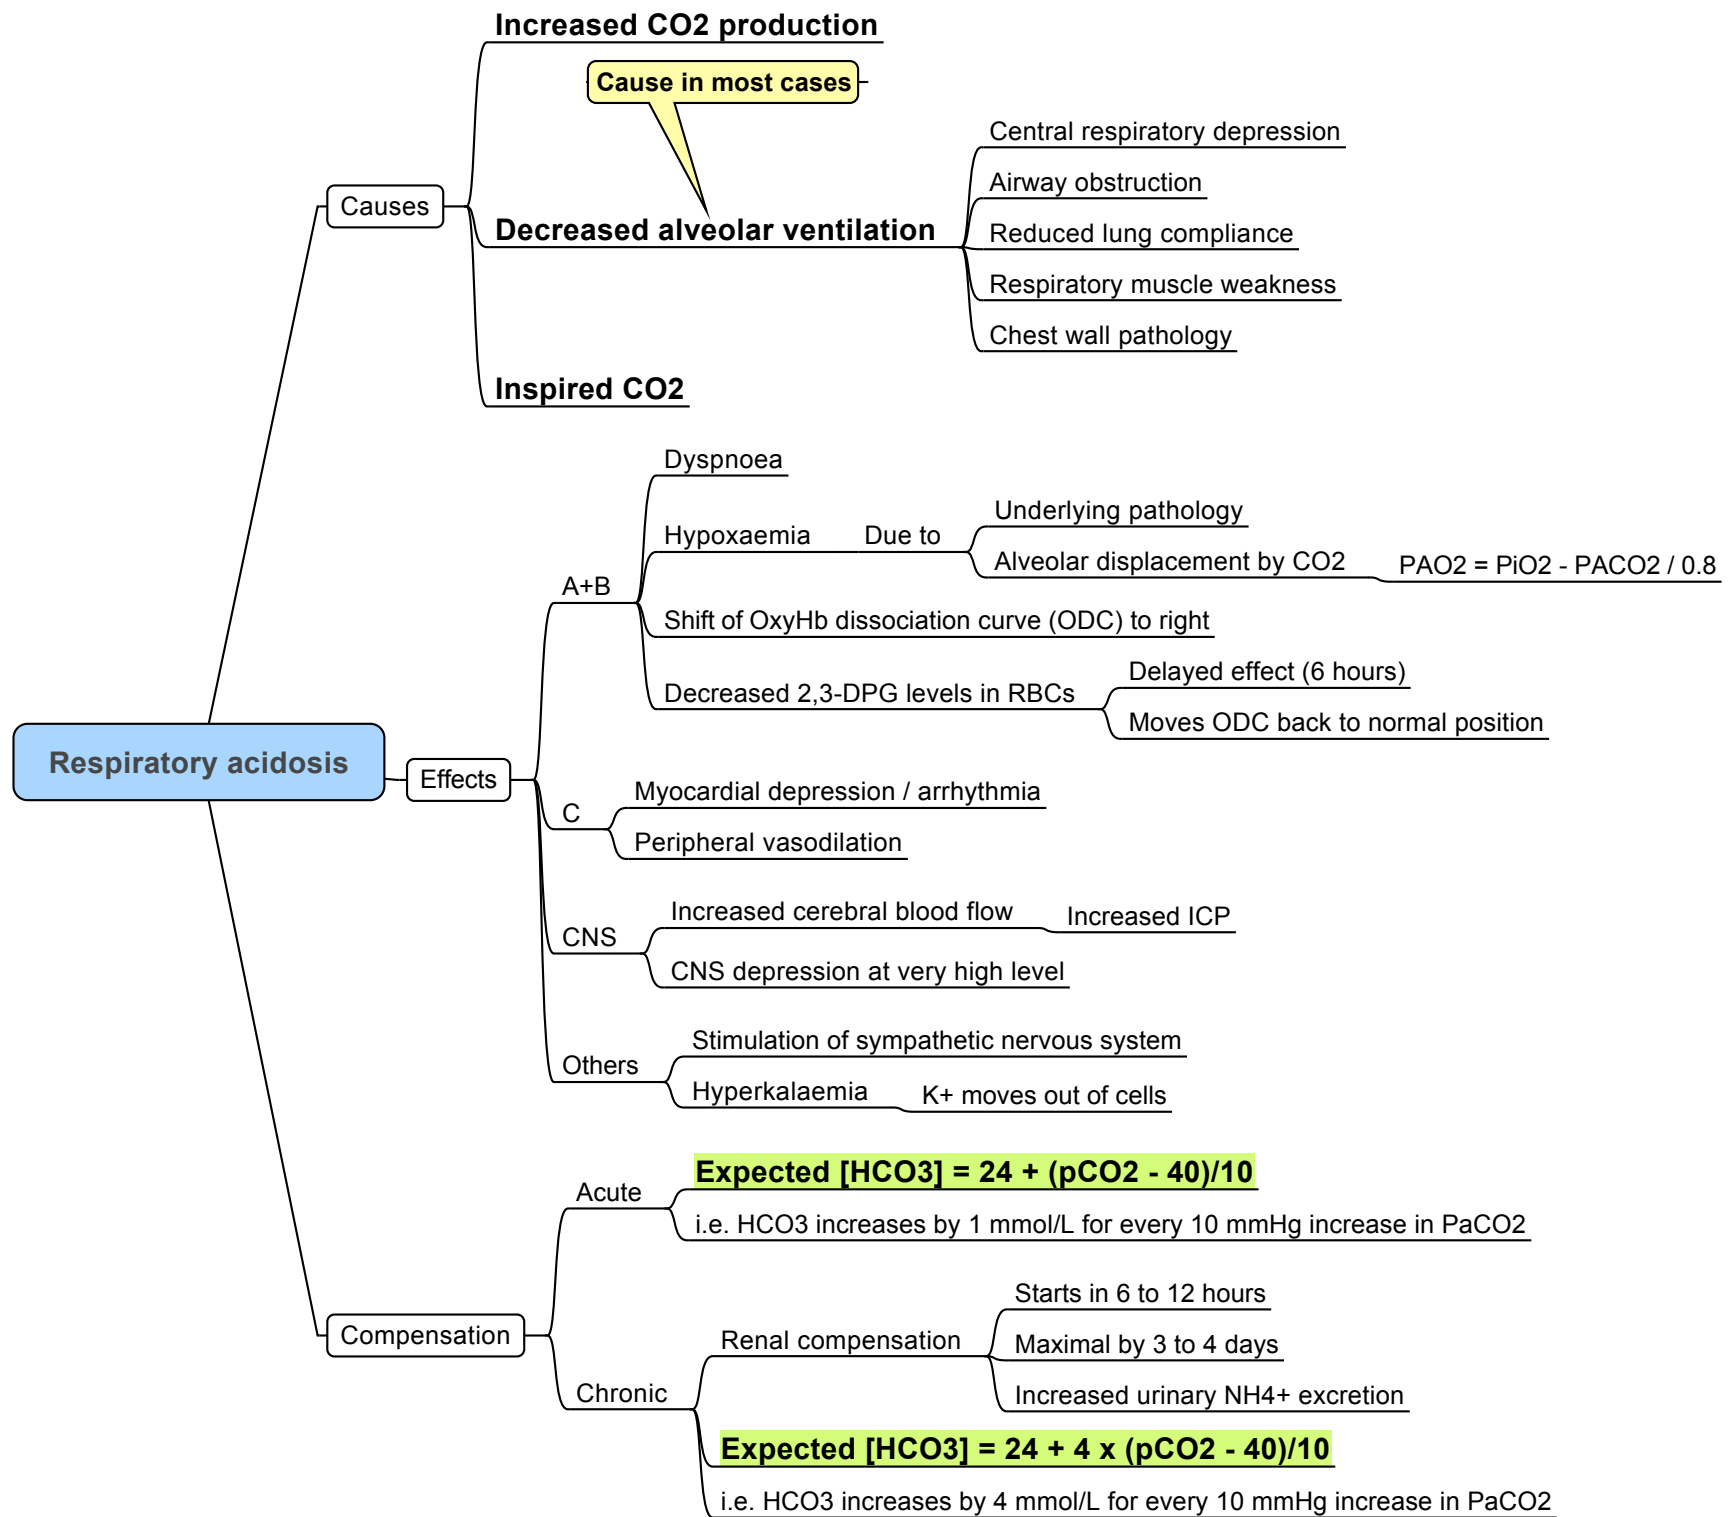 Increased CO2 production
Cause in most cases
Central respiratory depression
Airway obstruction
Causes
Decreased alveolar ventilation
Reduced lung compliance
Respiratory muscle weakness
Chest wall pathology
Inspired CO2
Dyspnoea
Underlying pathology
Hypoxaemia
Due to
Alveolar displacement by CO2
PAO2 = PiO2 - PACO2 / 0.8
A+B
Shift of OxyHb dissociation curve (ODC) to right
Delayed effect (6 hours)
Decreased 2,3-DPG levels in RBCs
Moves ODC back to normal position
Respiratory acidosis
Effects
Myocardial depression / arrhythmia
C
Peripheral vasodilation
Increased cerebral blood flow
Increased ICP
CNS
CNS depression at very high level
Stimulation of sympathetic nervous system
Others
Hyperkalaemia
K+ moves out of cells
Expected [HCO3] = 24 + (pCO2 - 40)/10
Acute
i.e. HCO3 increases by 1 mmol/L for every 10 mmHg increase in PaCO2
Compensation
Starts in 6 to 12 hours
Renal compensation
Maximal by 3 to 4 days
Increased urinary NH4+ excretion
Chronic
Expected [HCO3] = 24 + 4 x (pCO2 - 40)/10
i.e. HCO3 increases by 4 mmol/L for every 10 mmHg increase in PaCO2